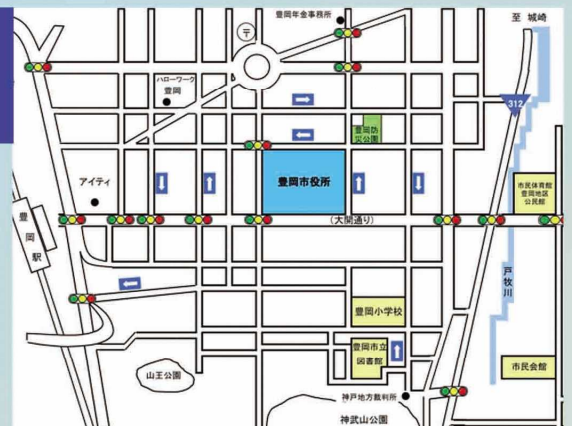 豊岡年金事務所
至 城崎
〒
ハローワーク
豊岡
312
豊岡防
災公園
アイティ
豊岡市役所
市民体育館
豊岡地区
公民館
(大開通り)
豊岡駅
戸牧川
豊岡小学校
豊岡市立
図書館
市民会館
山王公園
神戸地方裁判所
神武山公園